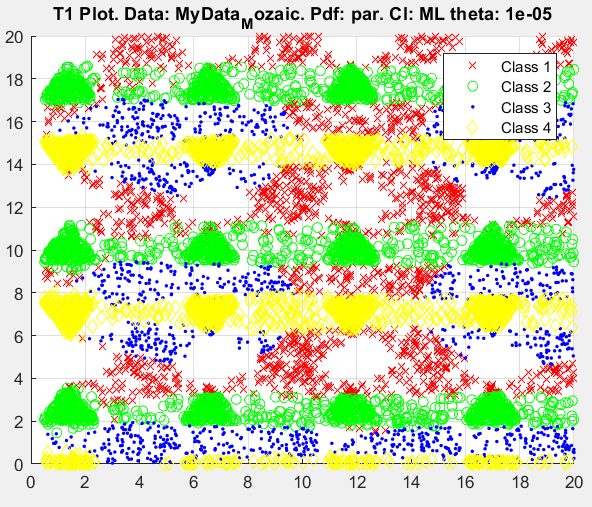 T1 Plot. Data: MyData_Mozaic. Pdf: par. Cl: ML theta: 1e-05
20
18
16
14
12
10
8
6
4
2
0
Class 1
Class 2
Class 3
Class 4
0 2 4 6 8 10 12 14 16 18 20